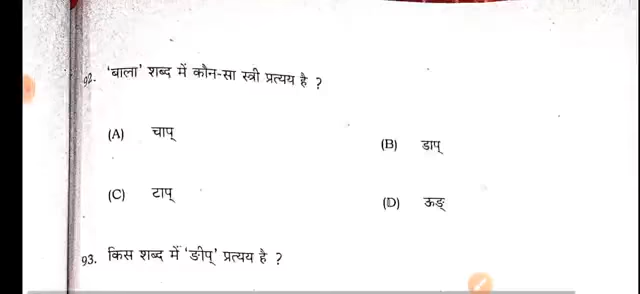 92. 'बाला' शब्द में कौन-सा स्त्री प्रत्यय है ?
(A) चाप्
(B) डाप्
(C) टाप्
(D) ऊङ्
93. किस शब्द में 'ङीप्' प्रत्यय है ?